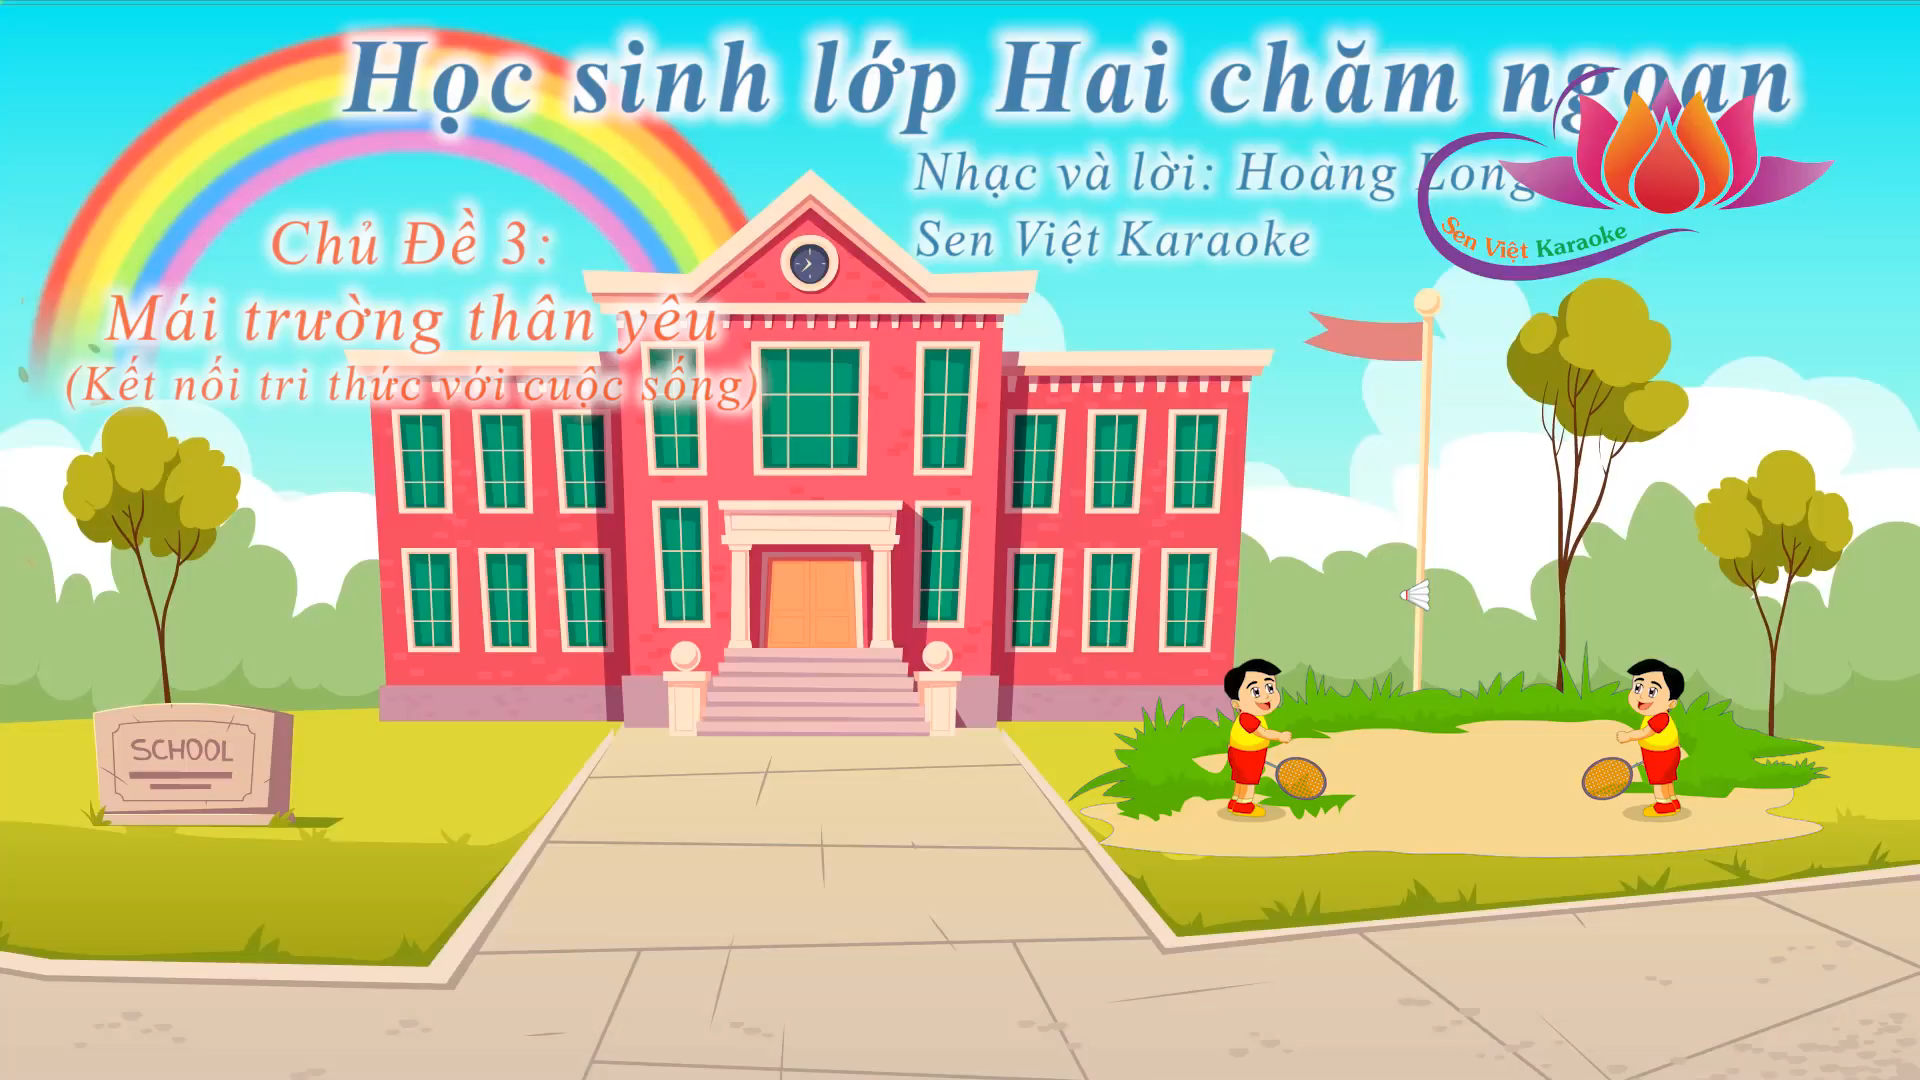 Học sinh lớp Hai chăm ngoan
Nhạc và lời: Hoàng Long
Sen Việt Karaoke
Sen Việt Karaoke
Chủ Đề 3:
Mái trường thân yêu
(Kết nối tri thức với cuộc sống)
SCHOOL